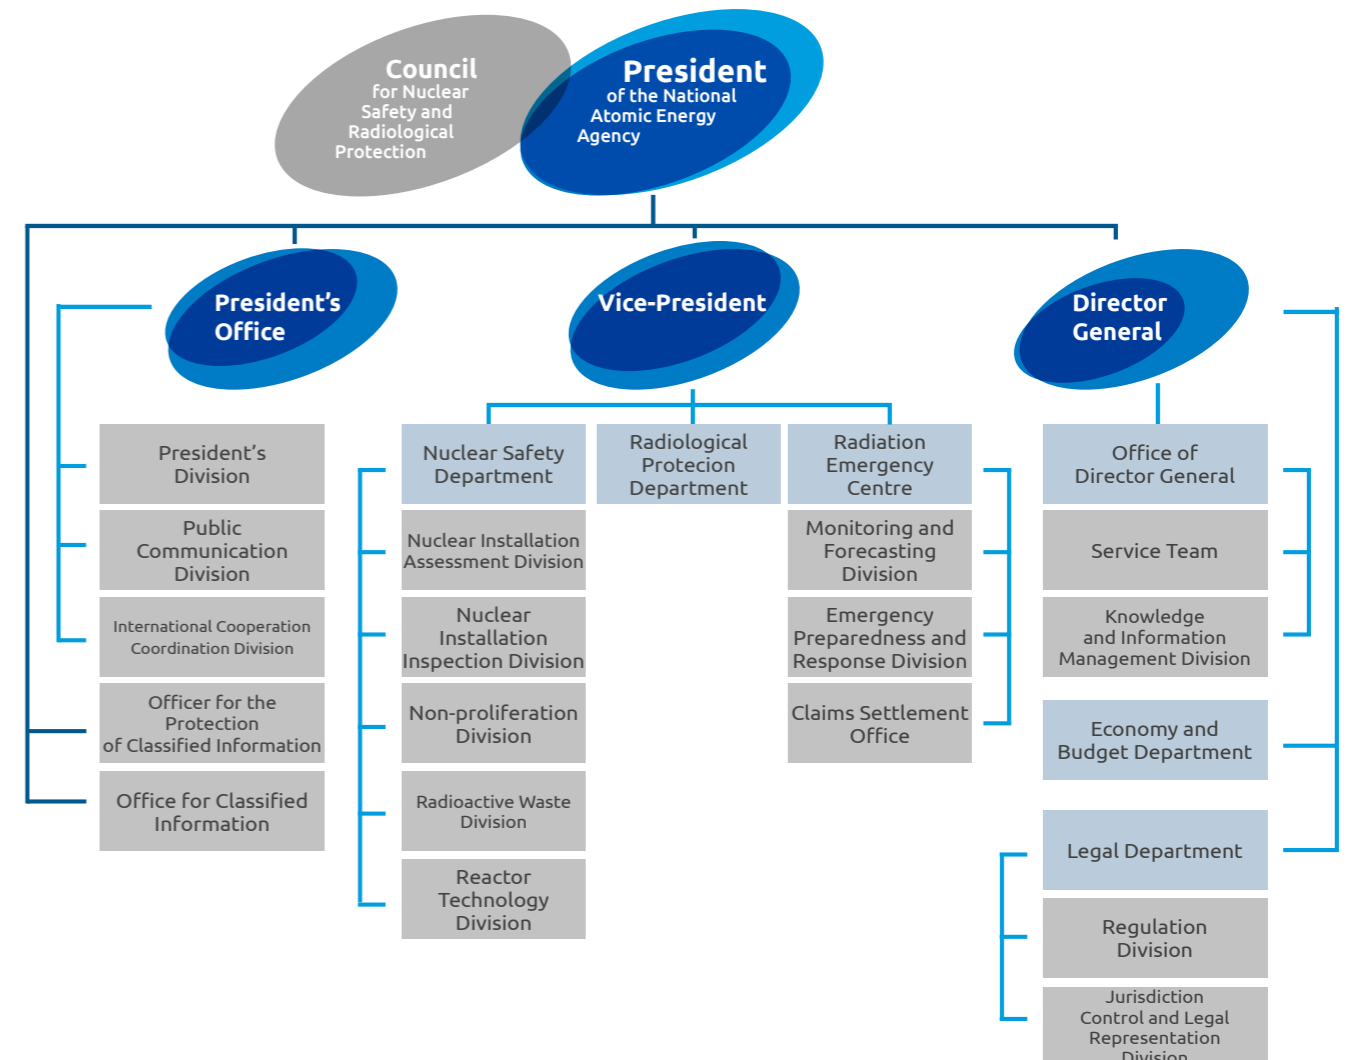 Council
for Nuclear
Safety and
Radiological
Protection
President
of the National
Atomic Energy
Agency
President's
Office
Vice-President
Director
General
President's
Division
Public
Communication
Division
International Cooperation
Coordination Division
Officer for the
Protection
of Classified Information
Office for Classified
Information
Nuclear Safety
Department
Nuclear Installation
Assessment Division
Nuclear
Installation
Inspection Division
Non-proliferation
Division
Radioactive Waste
Division
Reactor
Technology
Division
Radiological
Protecion
Department
Radiation
Emergency
Centre
Monitoring and
Forecasting
Division
Emergency
Preparedness and
Response Division
Claims Settlement
Office
Office of
Director General
Service Team
Knowledge
and Information
Management Division
Economy and
Budget Department
Legal Department
Regulation
Division
Jurisdiction
Control and Legal
Representation
Division